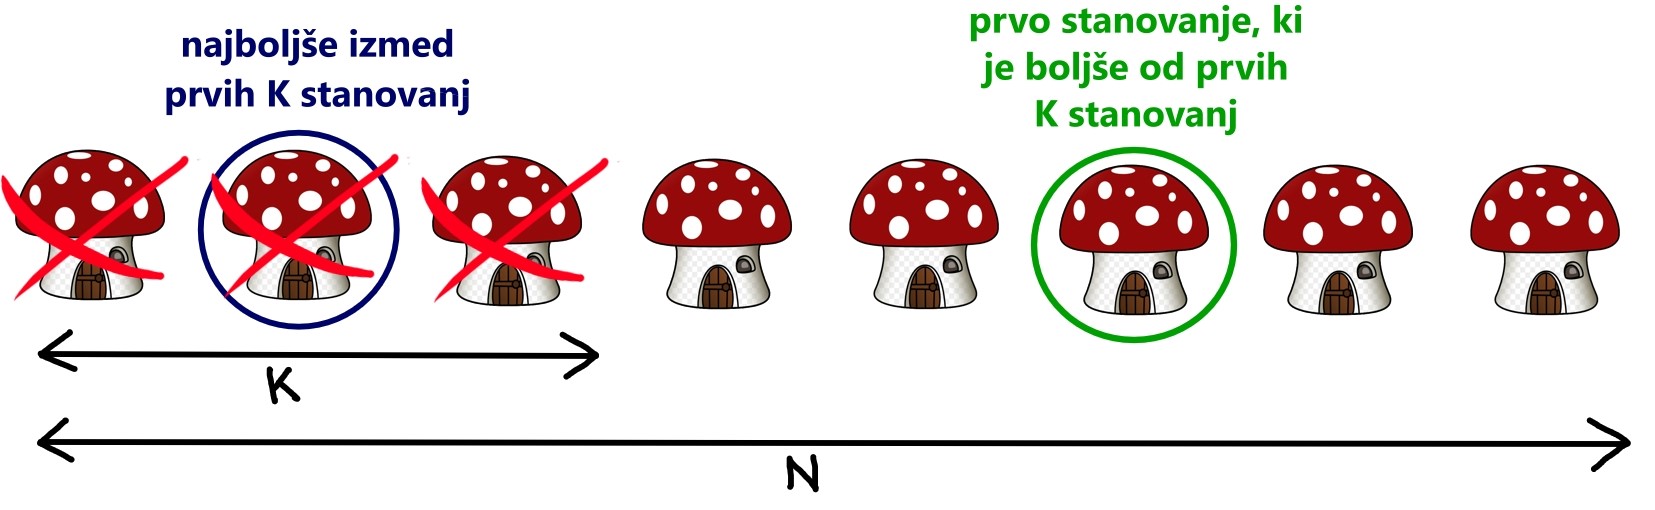 najboljše izmed
prvih K stanovanj
prvo stanovanje, ki
je boljše od prvih
K stanovanj
K
N